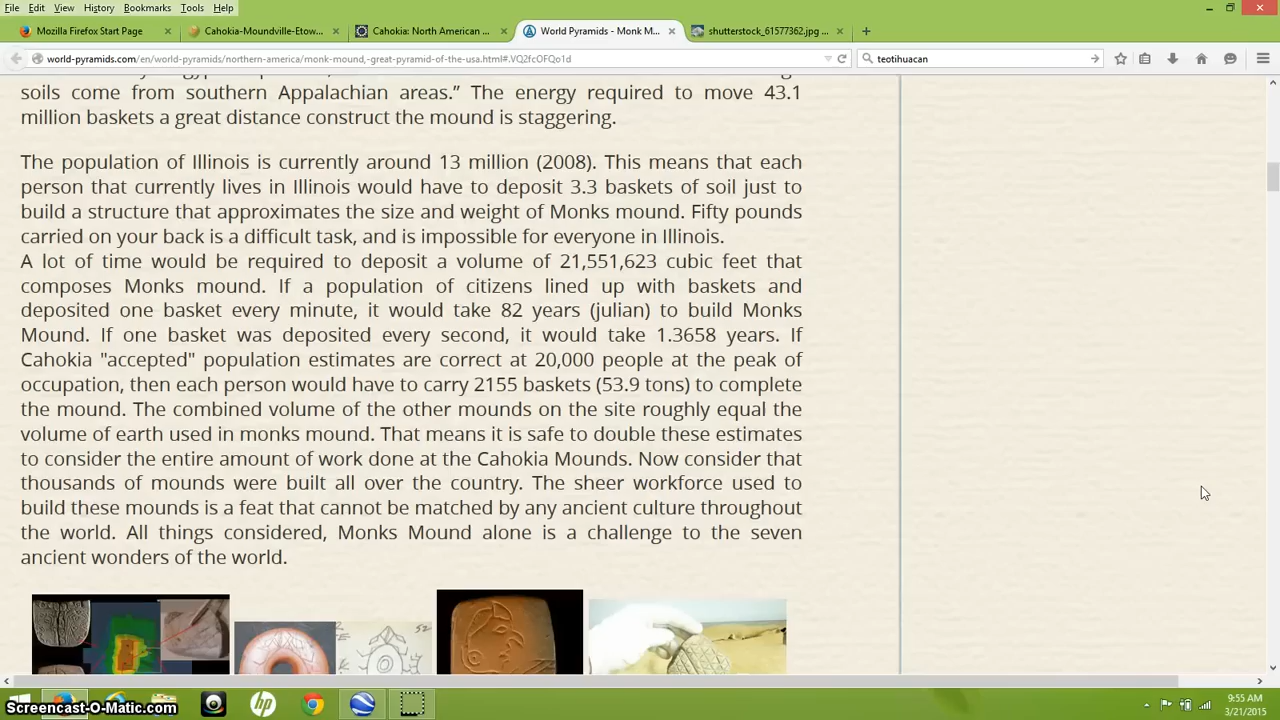 File Edit View History Bookmarks Tools Help
Mozilla Firefox Start Page
Cahokia-Moundville-Etow...
Cahokia: North American ...
World Pyramids - Monk M...
shutterstock_61577362.jpg ...
world-pyramids.com/en/world-pyramids/northern-america/monk-mound,-great-pyramid-of-the-usa.html#.VQ2fcOFQo1d
teotihuacan
soils come from southern Appalachian areas.” The energy required to move 43.1
million baskets a great distance construct the mound is staggering.
The population of Illinois is currently around 13 million (2008). This means that each
person that currently lives in Illinois would have to deposit 3.3 baskets of soil just to
build a structure that approximates the size and weight of Monks mound. Fifty pounds
carried on your back is a difficult task, and is impossible for everyone in Illinois.
A lot of time would be required to deposit a volume of 21,551,623 cubic feet that
composes Monks mound. If a population of citizens lined up with baskets and
deposited one basket every minute, it would take 82 years (julian) to build Monks
Mound. If one basket was deposited every second, it would take 1.3658 years. If
Cahokia "accepted" population estimates are correct at 20,000 people at the peak of
occupation, then each person would have to carry 2155 baskets (53.9 tons) to complete
the mound. The combined volume of the other mounds on the site roughly equal the
volume of earth used in monks mound. That means it is safe to double these estimates
to consider the entire amount of work done at the Cahokia Mounds. Now consider that
thousands of mounds were built all over the country. The sheer workforce used to
build these mounds is a feat that cannot be matched by any ancient culture throughout
the world. All things considered, Monks Mound alone is a challenge to the seven
ancient wonders of the world.
52
Screencast-O-Matic.com
hp
9:55 AM
3/21/2015